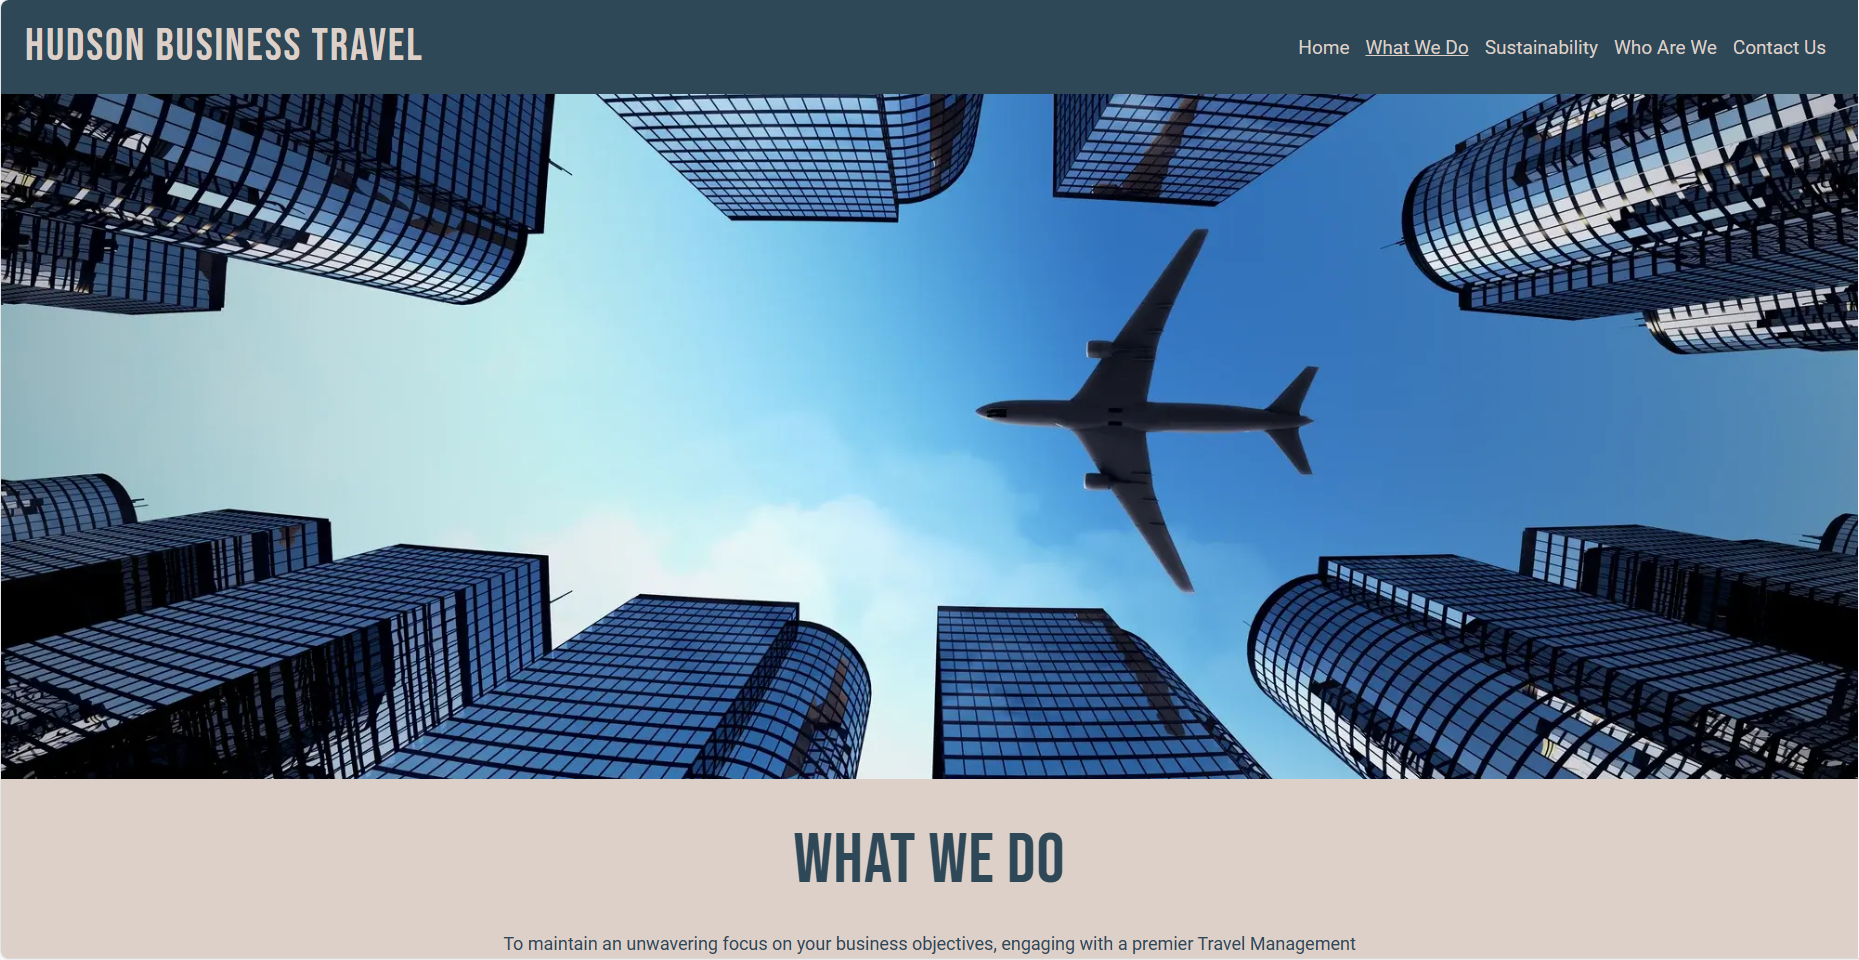 HUDSON BUSINESS TRAVEL
Home What We Do Sustainability Who Are We Contact Us
WHAT WE DO
To maintain an unwavering focus on your business objectives, engaging with a premier Travel Management